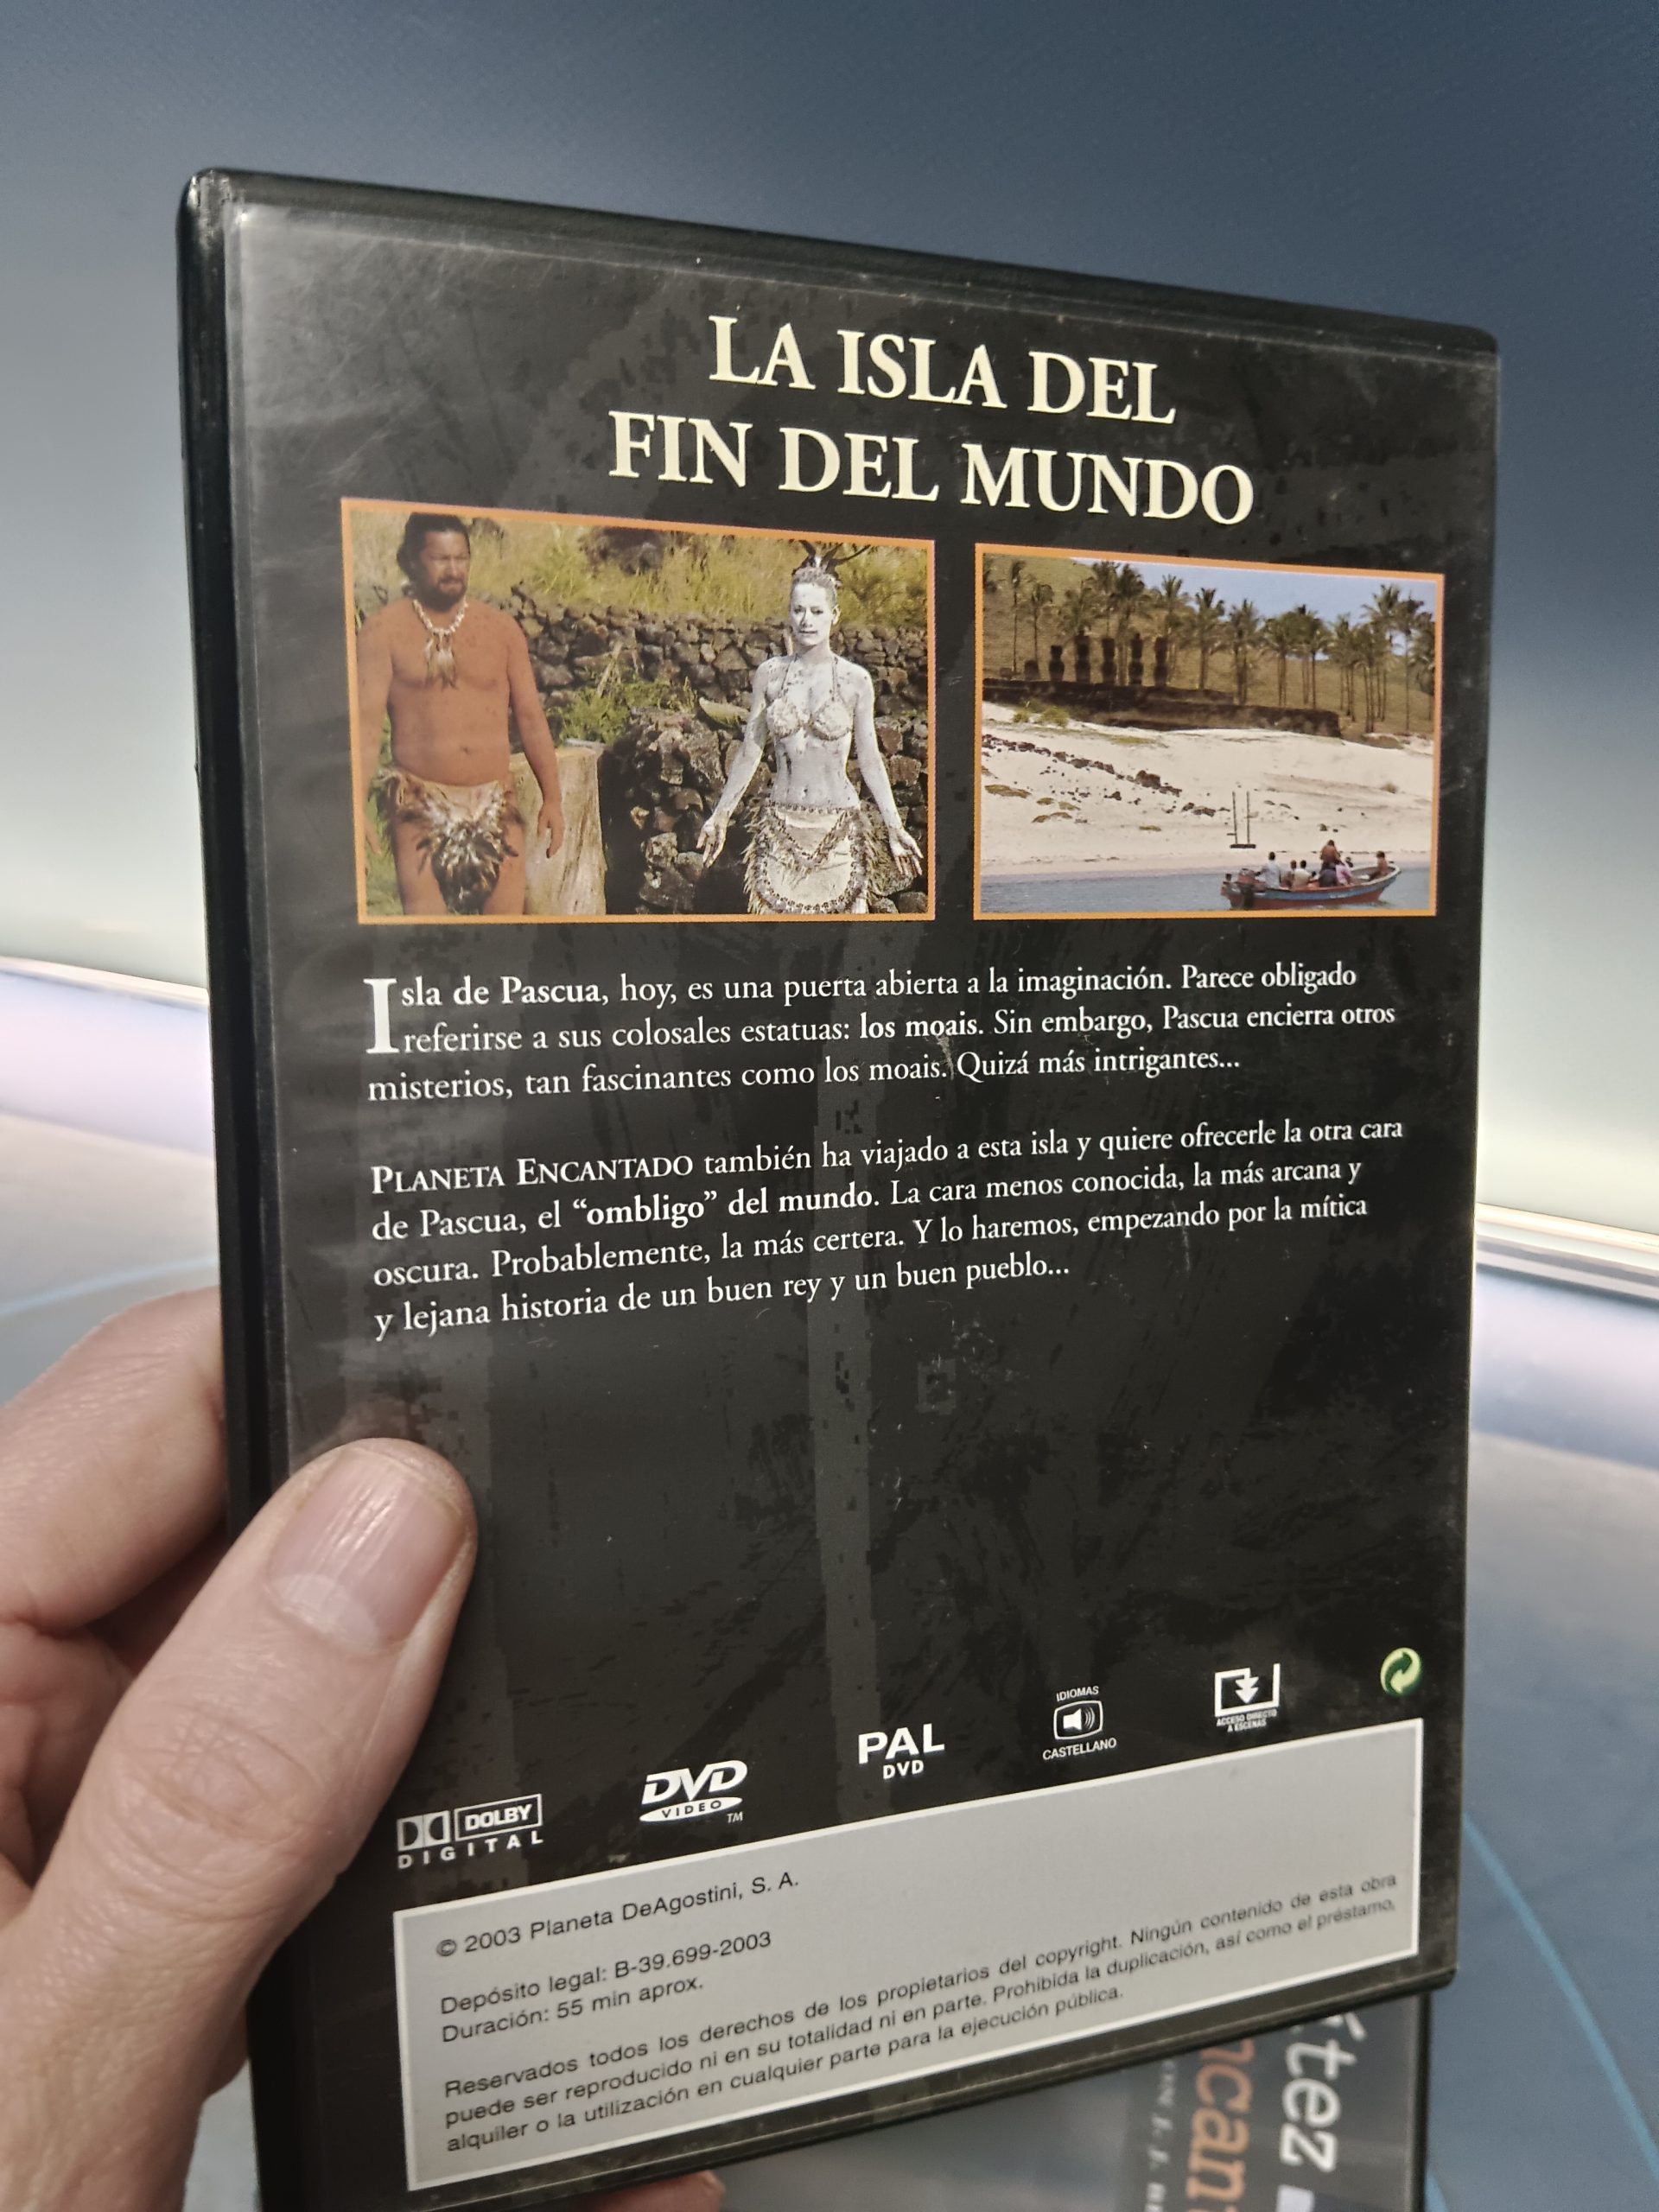 LA ISLA DEL
FIN DEL MUNDO
Isla de Pascua, hoy, es una puerta abierta a la imaginación. Parece obligado
referirse a sus colosales estatuas: los moais. Sin embargo, Pascua encierra otros
misterios, tan fascinantes como los moais. Quizá más intrigantes...
PLANETA ENCANTADO también ha viajado a esta isla y quiere ofrecerle la otra cara
de Pascua, el “ombligo” del mundo. La cara menos conocida, la más arcana y
oscura. Probablemente, la más certera. Y lo haremos, empezando por la mítica
y lejana historia de un buen rey y un buen pueblo...
DOLBY
DIGITAL
DVD
VIDEO
TM
PAL
DVD
IDIOMAS
CASTELLANO
ACCESO DIRECTO
A ESCENAS
© 2003 Planeta DeAgostini, S. A.
Depósito legal: B-39.699-2003
Duración: 55 min aprox.
Reservados todos los derechos de los propietarios del copyright. Ningún contenido de esta obra
puede ser reproducido ni en su totalidad ni en parte. Prohibida la duplicación, así como el préstamo,
alquiler o la utilización en cualquier parte para la ejecución pública.